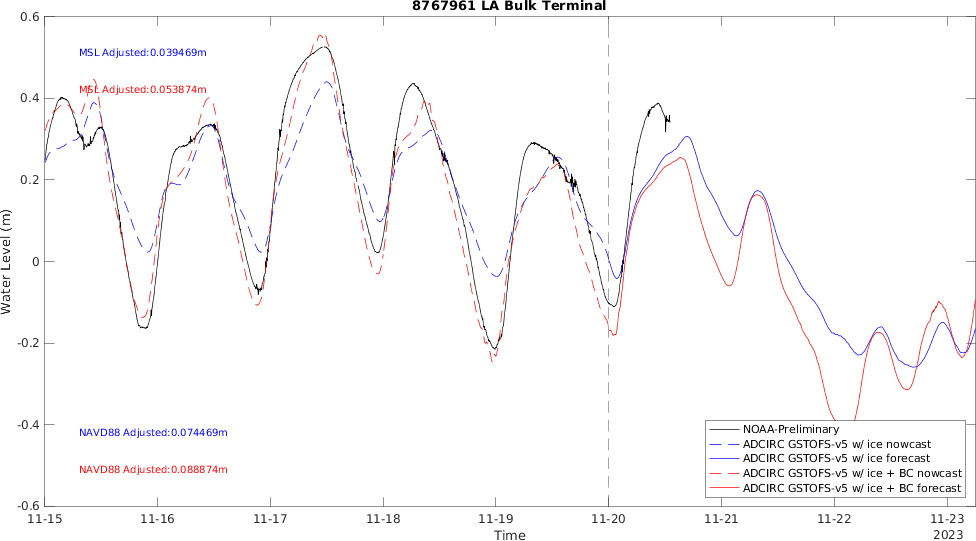 8767961 LA Bulk Terminal
0.6
0.4
0.2
0
-0.2
-0.4
-0.6
Water Level (m)
MSL Adjusted:0.039469m
MSL Adjusted:0.053874m
NAVD88 Adjusted:0.074469m
NAVD88 Adjusted:0.088874m
NOAA-Preliminary
ADCIRC GSTOFS-v5 w/ ice nowcast
ADCIRC GSTOFS-v5 w/ ice forecast
ADCIRC GSTOFS-v5 w/ ice + BC nowcast
ADCIRC GSTOFS-v5 w/ ice + BC forecast
11-15 11-16 11-17 11-18 11-19 11-20 11-21 11-22 11-23
Time 2023